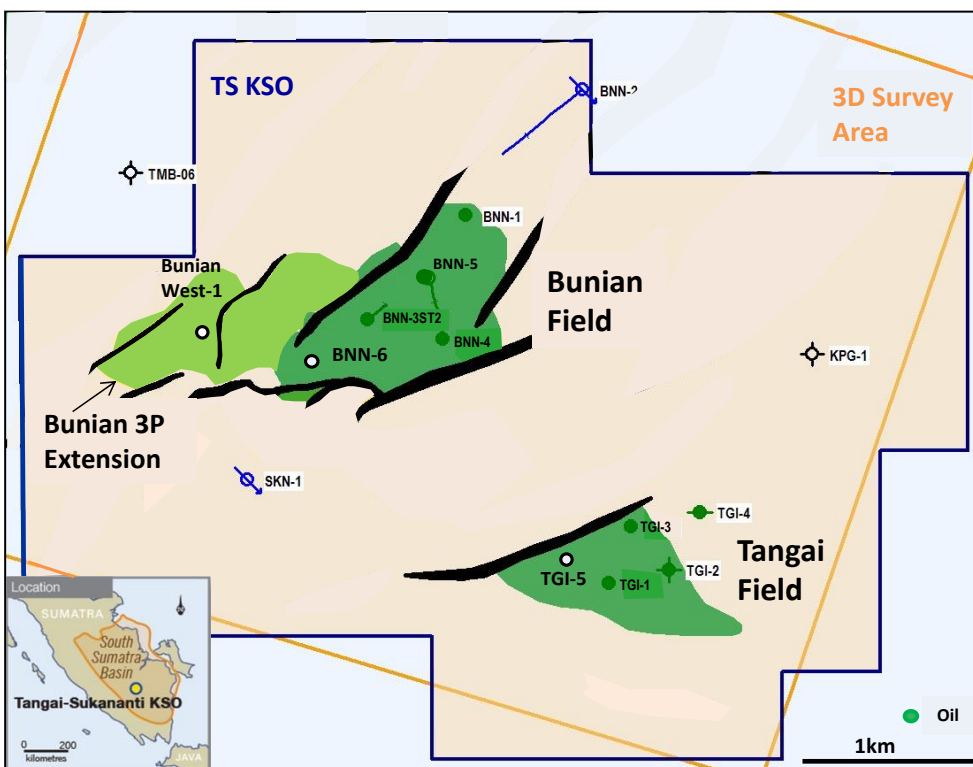 TS KSO
BNN-2
3D Survey
Area
TMB-06
BNN-1
Bunian
West-1
BNN-5
Bunian
Field
BNN-3ST2
BNN-4
BNN-6
KPG-1
Bunian 3P
Extension
SKN-1
TGI-4
TGI-3
Tangai
Field
TGI-5
TGI-2
TGI-1
Location
SUMATRA
South
Sumatra
Basin
Tangai-Sukananti KSO
0 200
kilometres
JAVA
Oil
1km